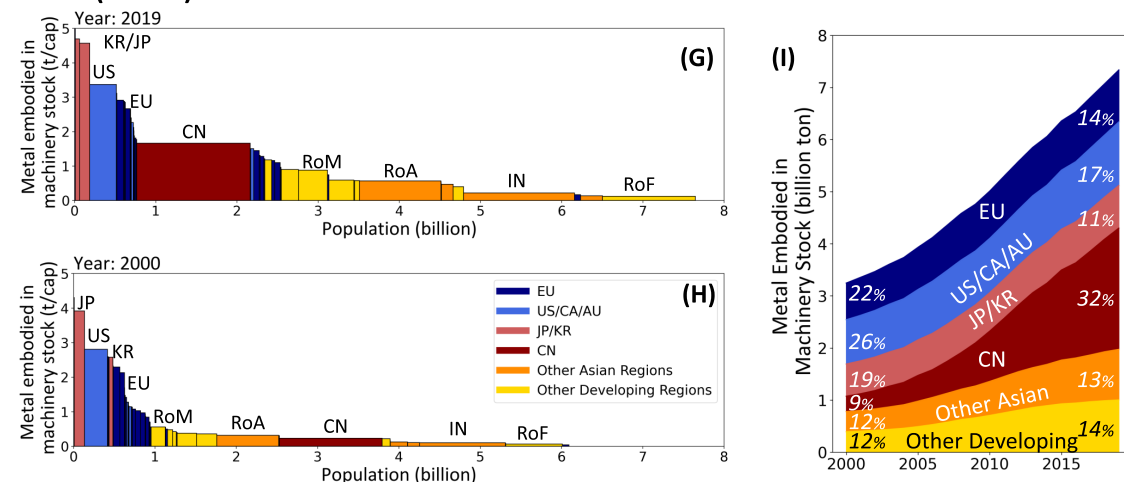 Year: 2019
Metal embodied in
machinery stock (t/cap)
5
4
3
2
1
0
KR/JP
US
EU
CN
RoM
RoA
IN
RoF
(G)
0 1 2 3 4 5 6 7 8
Population (billion)
Year: 2000
Metal embodied in
machinery stock (t/cap)
5
4
3
2
1
0
JP
US
KR
EU
RoM
RoA
CN
IN
RoF
(H)
EU
US/CA/AU
JP/KR
CN
Other Asian Regions
Other Developing Regions
0 1 2 3 4 5 6 7 8
Population (billion)
(I)
Metal Embodied in
Machinery Stock (billion ton)
8
7
6
5
4
3
2
1
0
EU
US/CA/AU
JP/KR
CN
Other Asian
Other Developing
22%
26%
19%
9%
12%
12%
14%
17%
11%
32%
13%
14%
2000 2005 2010 2015